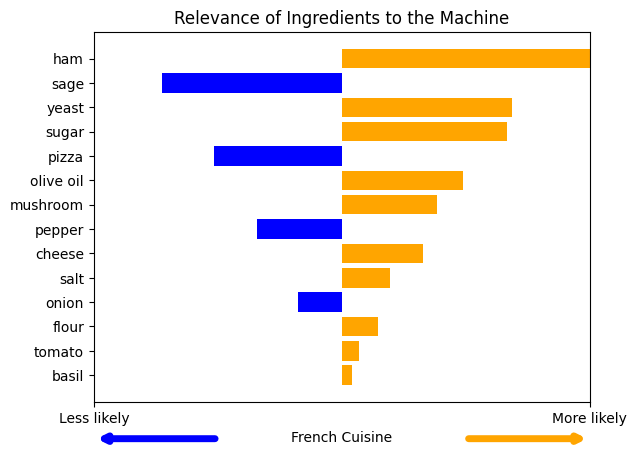 Relevance of Ingredients to the Machine
ham
sage
yeast
sugar
pizza
olive oil
mushroom
pepper
cheese
salt
onion
flour
tomato
basil
Less likely
More likely
French Cuisine